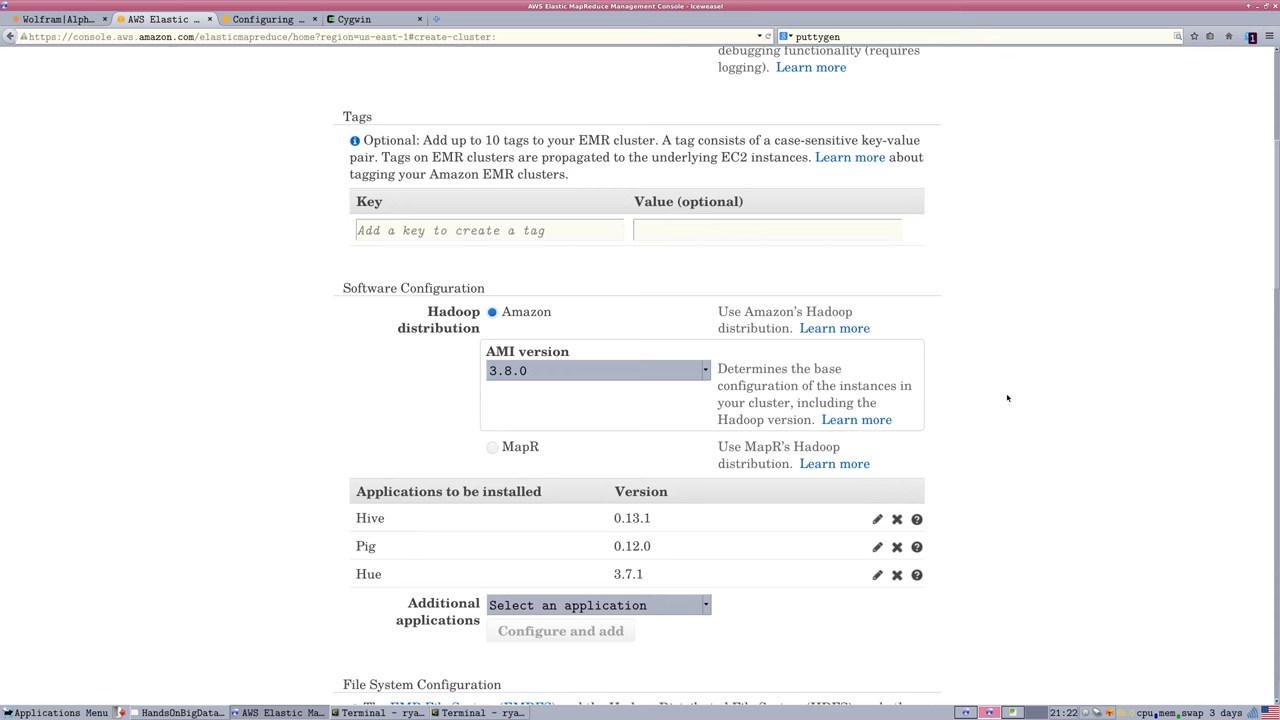 AWS Elastic MapReduce Management Console - Iceweasel
Wolfram|Alph...
AWS Elastic ...
Configuring ...
Cygwin
https://console.aws.amazon.com/elasticmapreduce/home?region=us-east-1#create-cluster:
puttygen
1
debugging functionality (requires
logging). Learn more
Tags
Optional: Add up to 10 tags to your EMR cluster. A tag consists of a case-sensitive key-value
pair. Tags on EMR clusters are propagated to the underlying EC2 instances. Learn more about
tagging your Amazon EMR clusters.
Key Value (optional)
Add a key to create a tag
Software Configuration
Hadoop
distribution
Amazon
Use Amazon's Hadoop
distribution. Learn more
AMI version
3.8.0
Determines the base
configuration of the instances in
your cluster, including the
Hadoop version. Learn more
MapR
Use MapR's Hadoop
distribution. Learn more
Applications to be installed Version
Hive 0.13.1
Pig 0.12.0
Hue 3.7.1
Additional
applications
Select an application
Configure and add
File System Configuration
Applications Menu
HandsOnBigData...
AWS Elastic Ma...
Terminal - rya...
Terminal - rya...
21:22
cpu mem swap 3 days